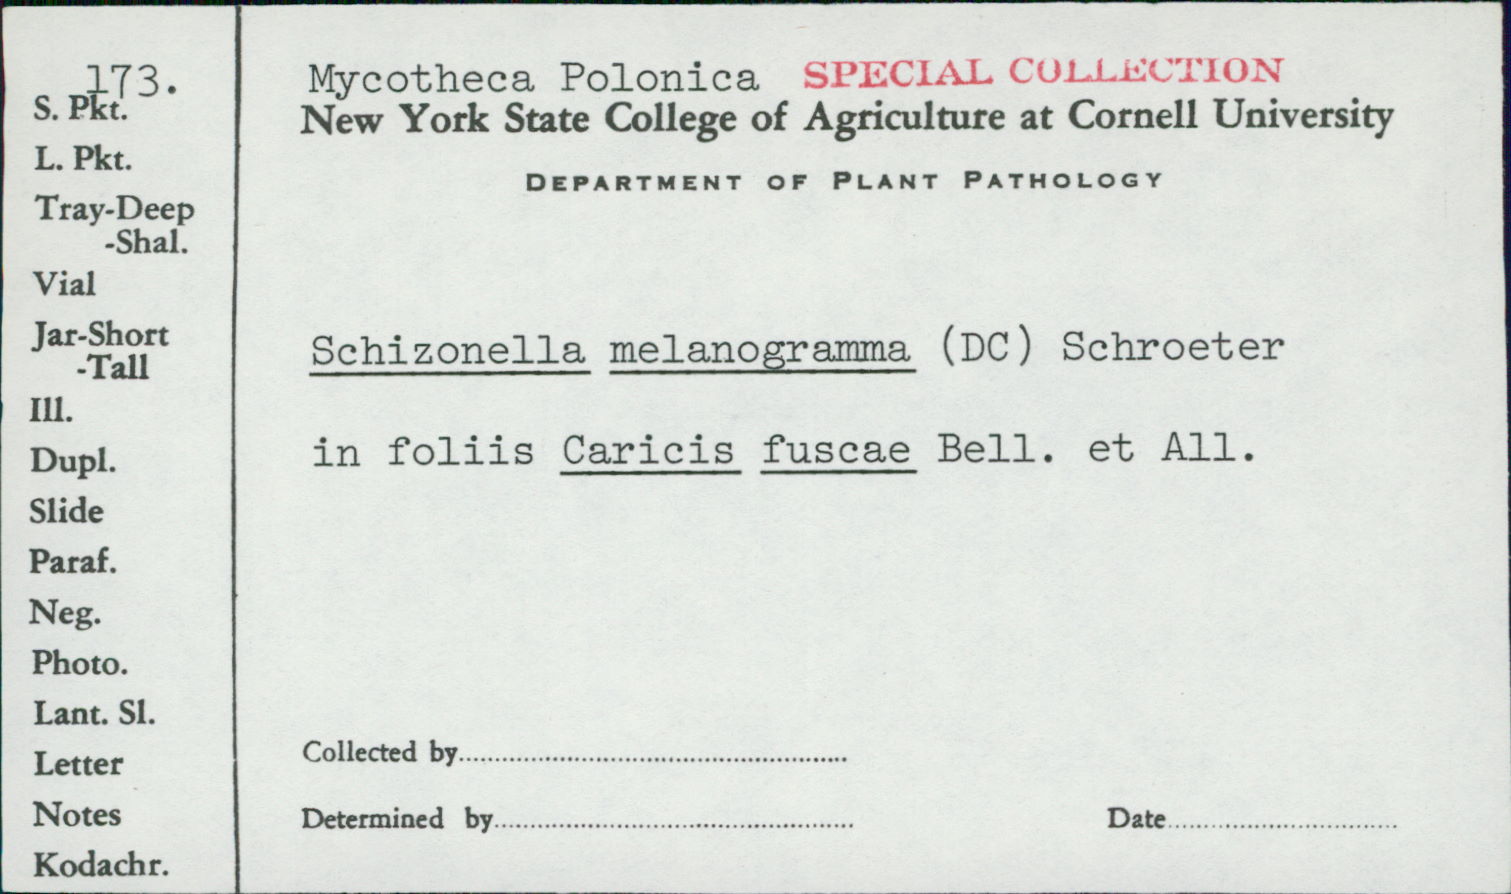 173.
S. Pkt.
L. Pkt.
Tray-Deep
-Shal.
Vial
Jar-Short
-Tall
Ill.
Dupl.
Slide
Paraf.
Neg.
Photo.
Lant. Sl.
Letter
Notes
Kodachr.
Mycotheca Polonica SPECIAL COLLECTION
New York State College of Agriculture at Cornell University
DEPARTMENT OF PLANT PATHOLOGY
Schizonella melanogramma (DC) Schroeter
in foliis Caricis fuscae Bell. et All.
Collected by
Determined by Date